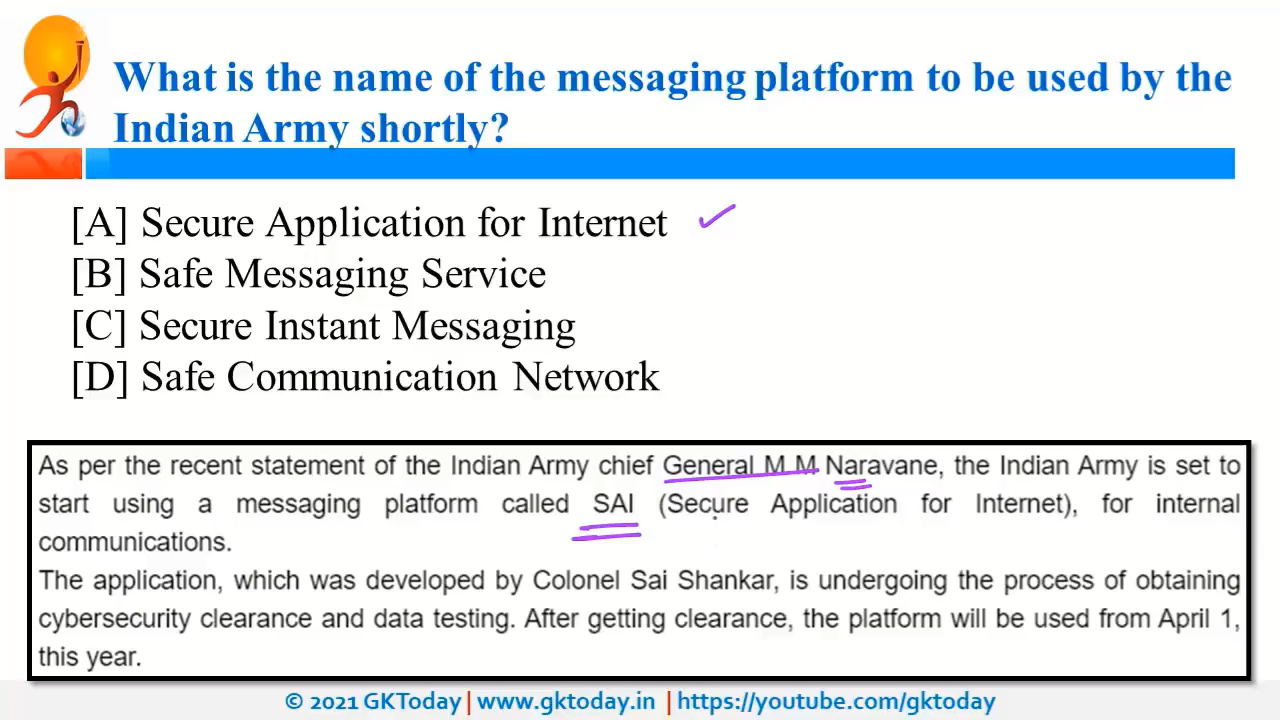 What is the name of the messaging platform to be used by the
Indian Army shortly?
[A] Secure Application for Internet
[B] Safe Messaging Service
[C] Secure Instant Messaging
[D] Safe Communication Network
As per the recent statement of the Indian Army chief General M M Naravane, the Indian Army is set to
start using a messaging platform called SAI (Secure Application for Internet), for internal
communications.
The application, which was developed by Colonel Sai Shankar, is undergoing the process of obtaining
cybersecurity clearance and data testing. After getting clearance, the platform will be used from April 1,
this year.
© 2021 GKToday | www.gktoday.in | https://youtube.com/gktoday